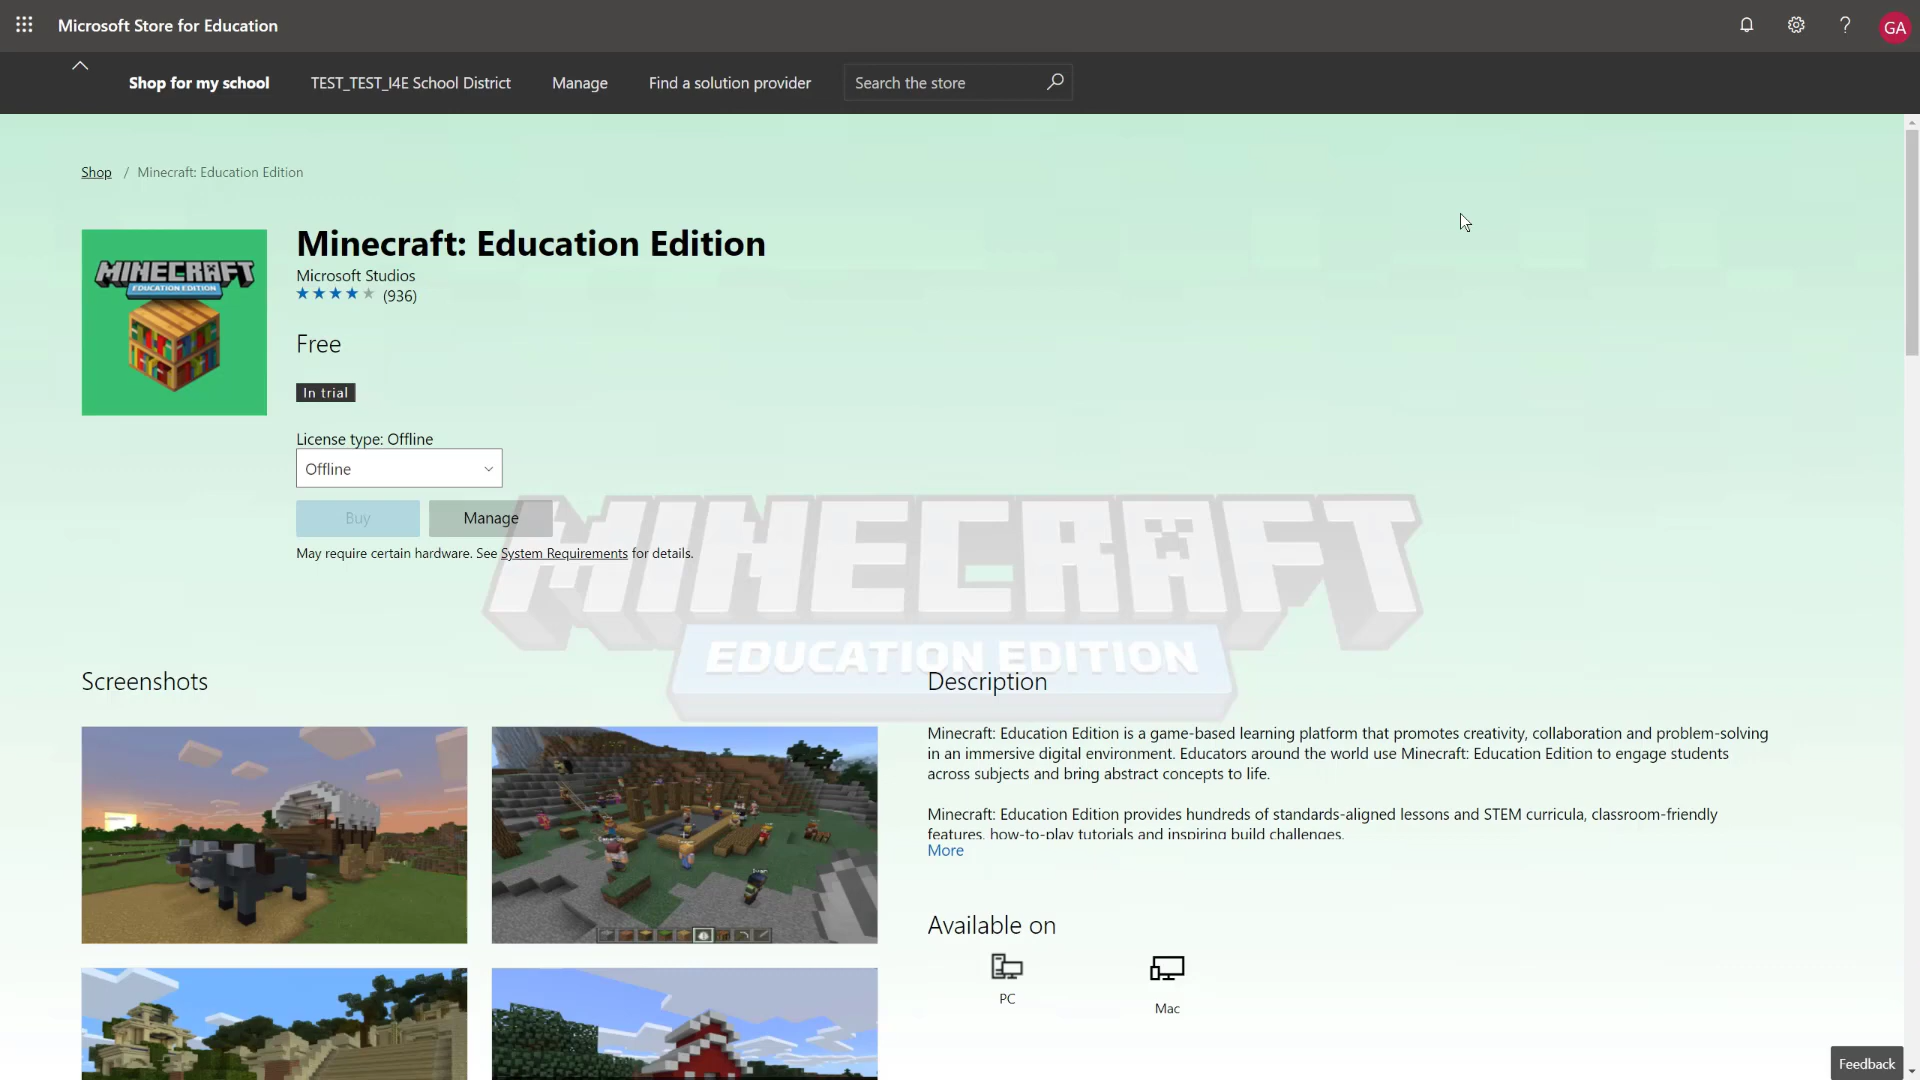 Microsoft Store for Education
GA
Shop for my school
TEST_TEST_I4E School District
Manage
Find a solution provider
Search the store
Shop / Minecraft: Education Edition
MINECRAFT
EDUCATION EDITION
Minecraft: Education Edition
Microsoft Studios
(936)
Free
In trial
License type: Offline
Offline
Buy
Manage
May require certain hardware. See System Requirements for details.
MINECRAFT
EDUCATION EDITION
Screenshots
Description
Minecraft: Education Edition is a game-based learning platform that promotes creativity, collaboration and problem-solving
in an immersive digital environment. Educators around the world use Minecraft: Education Edition to engage students
across subjects and bring abstract concepts to life.
Minecraft: Education Edition provides hundreds of standards-aligned lessons and STEM curricula, classroom-friendly
features, how-to-play tutorials and inspiring build challenges.
More
Available on
PC
Mac
Feedback